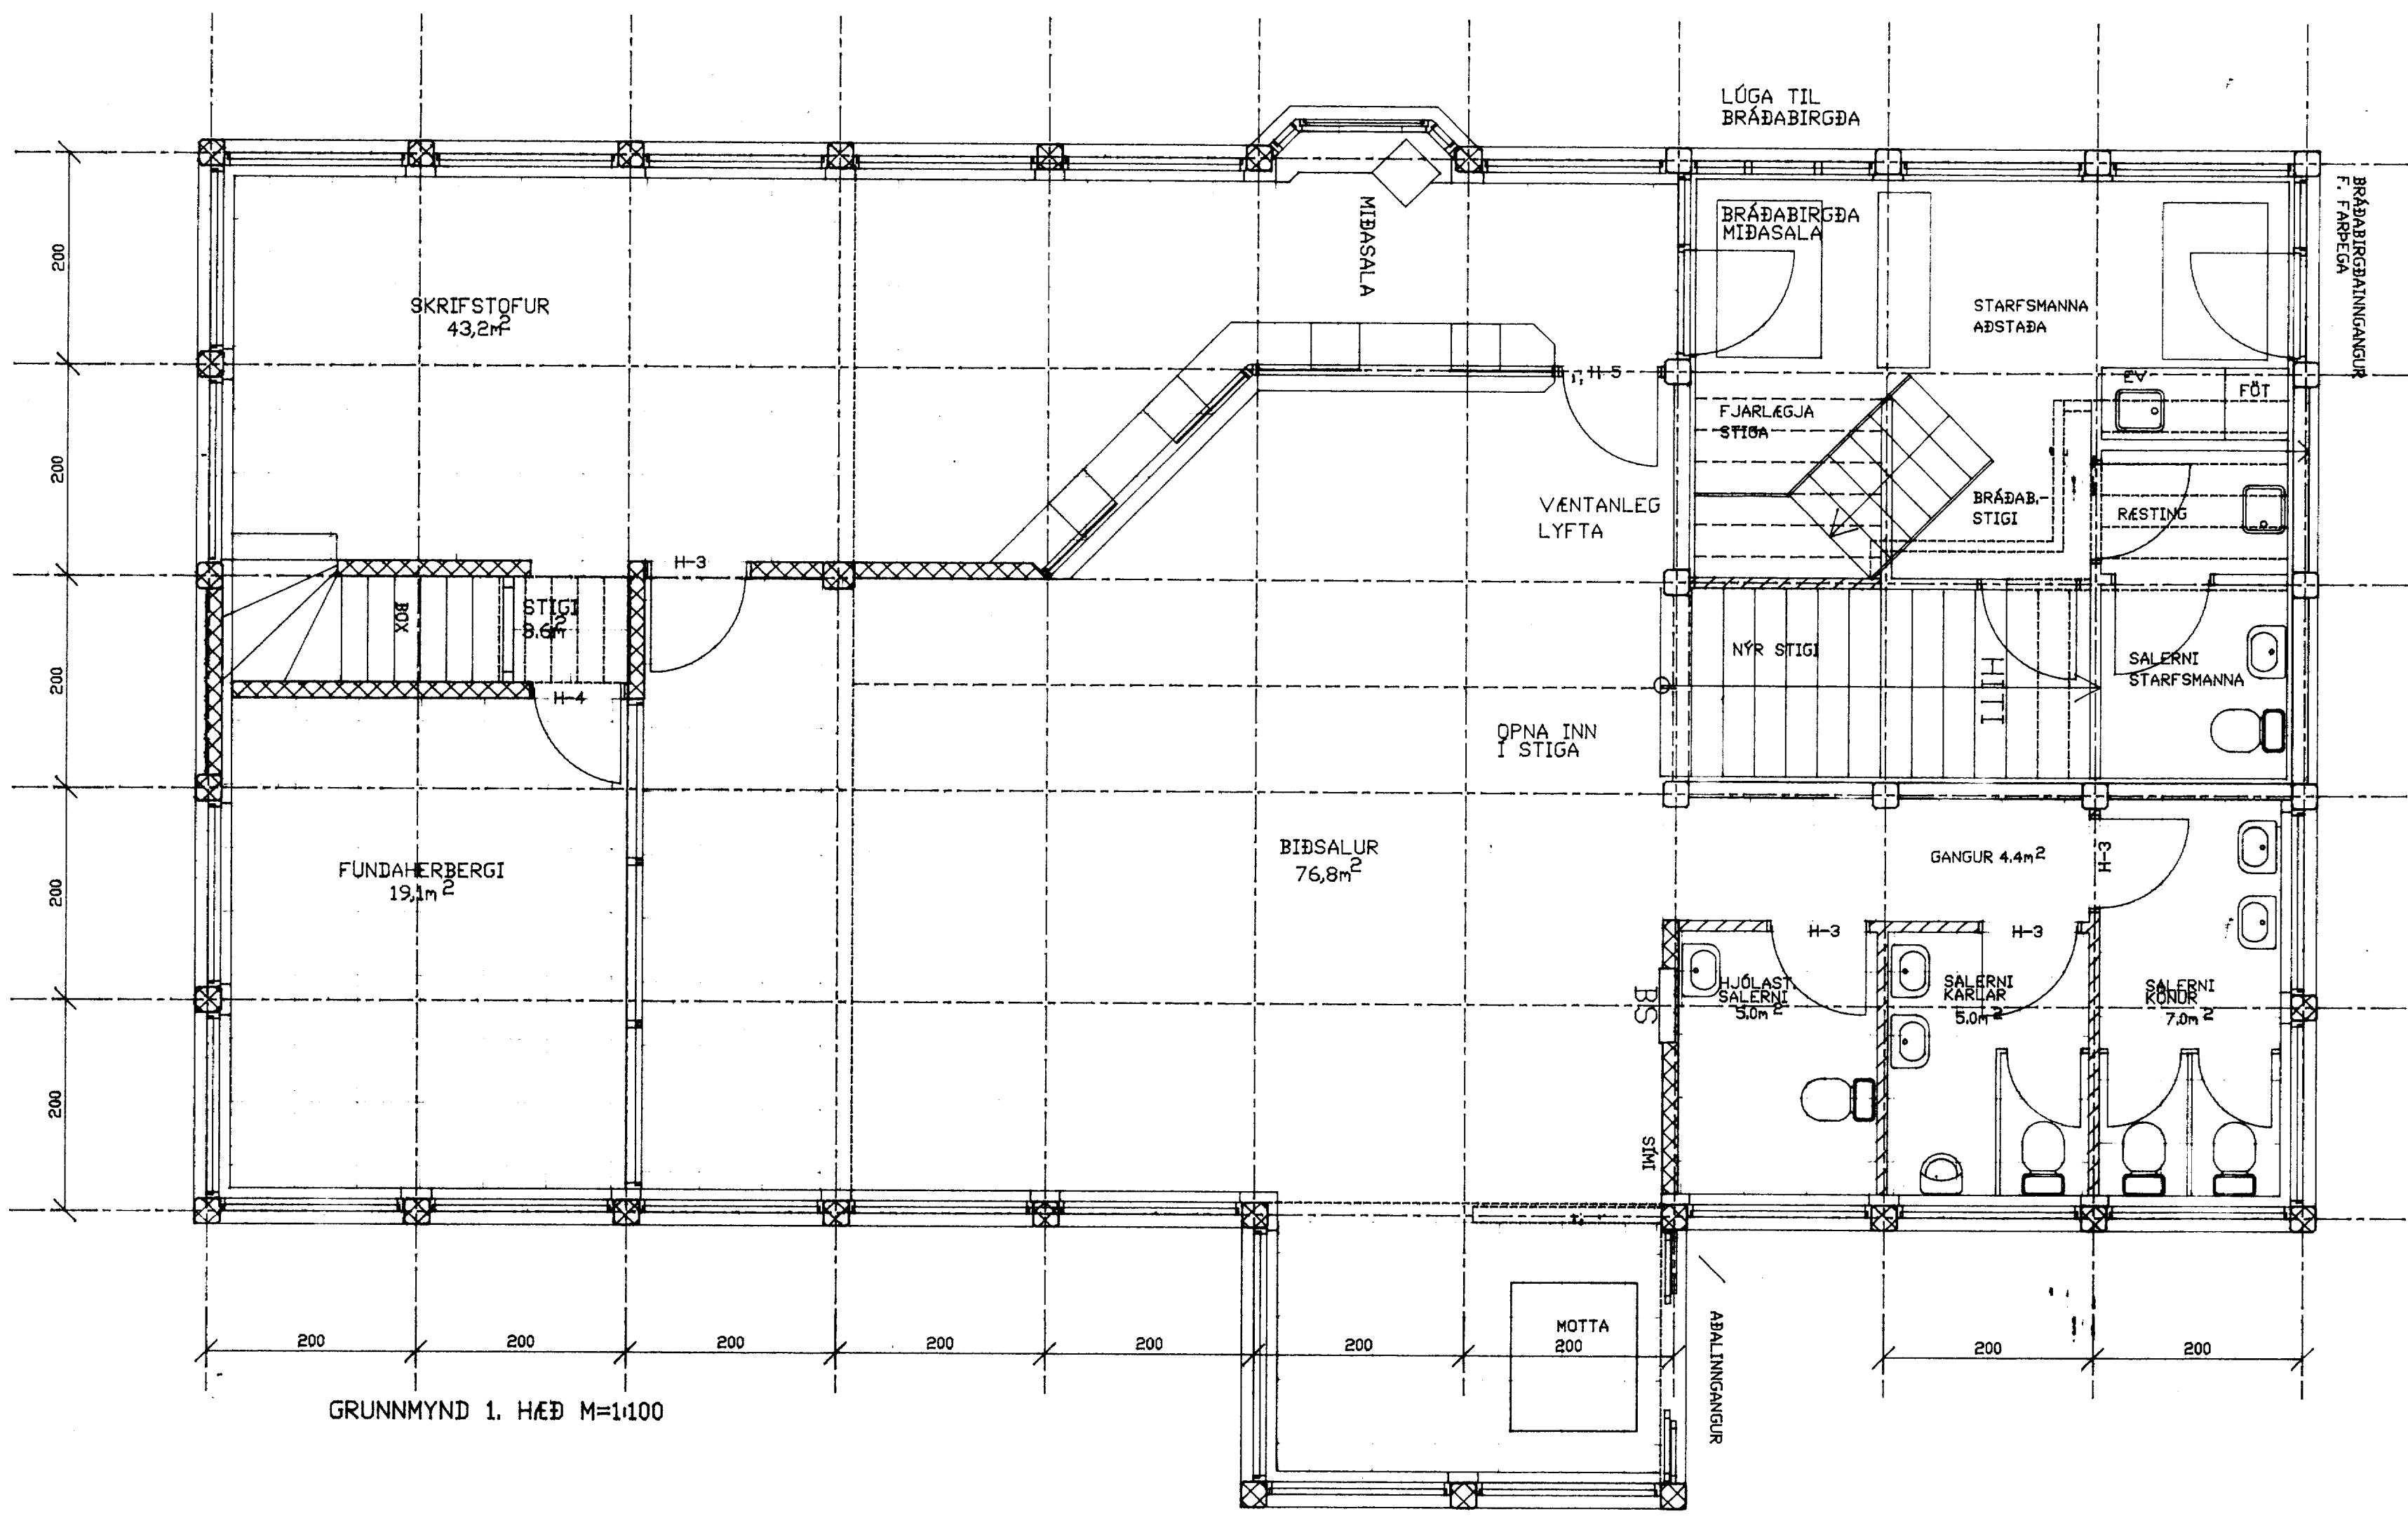 LÚGA TIL
BRÁÐABIRGÐA
BRÁÐABIRGÐAINNGANGUR
F. FARÞEGA
MIÐASALA
BRÁÐABIRGÐA
MIÐASALA
200
SKRIFSTOFUR
43,2m²
STARFSMANNA
AÐSTAÐA
H-5
FÖT
FJARLÆGJA
STIGA
200
VÆNTANLEG
LYFTA
BRÁÐAB.-
STIGI
RÆSTING
H-3
BOX
STIGI
8.6m²
200
H-4
NÝR STIGI
HITI
SALERNI
STARFSMANNA
OPNA INN
Í STIGA
FUNDAHERBERGI
19,1m²
BIÐSALUR
76,8m²
GANGUR 4.4m²
H-3
200
H-3
H-3
BS
HJÓLAST.
SALERNI
5.0m²
SALERNI
KARLAR
5.0m²
SALERNI
KONUR
7.0m²
200
SÍMI
MOTTA
AÐALINNGANGUR
200
200
200
200
200
200
200
200
200
GRUNNMYND 1. HÆÐ M=1:100